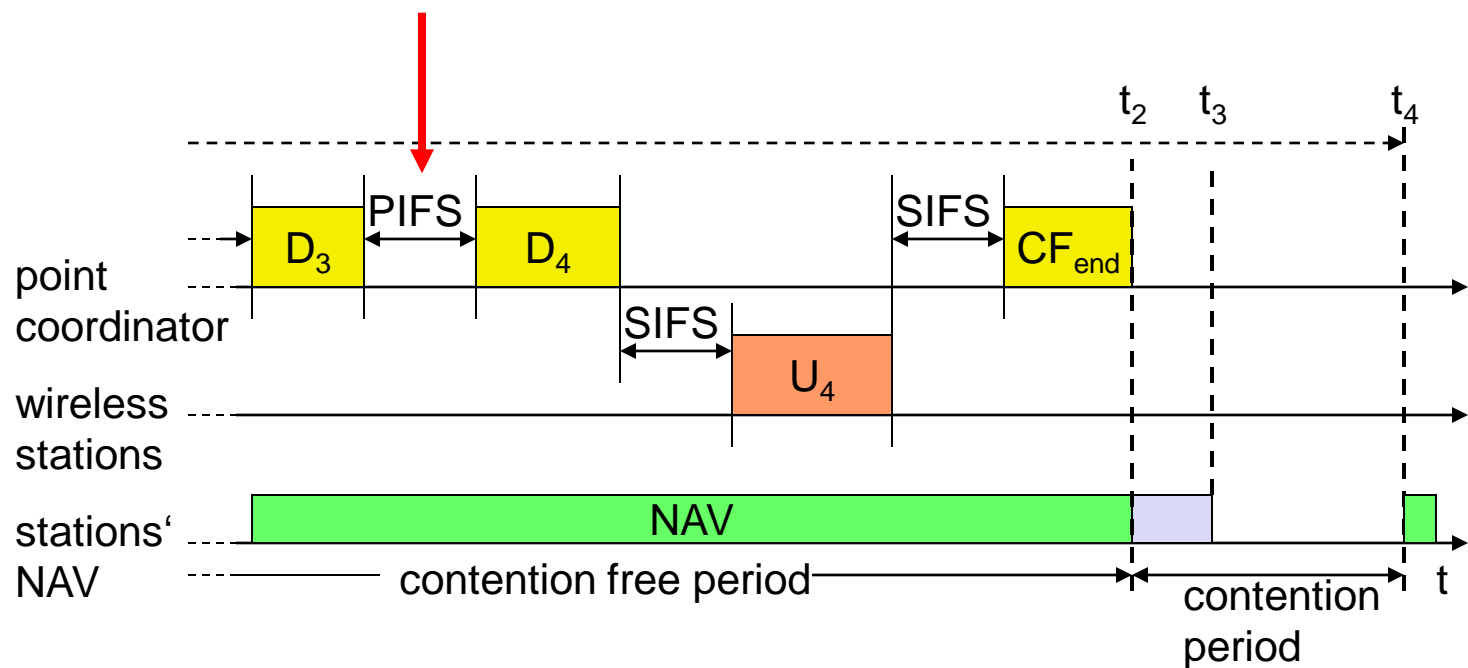 t2 t3 t4
PIFS SIFS
D3 D4 CFend
point
coordinator
SIFS
U4
wireless
stations
NAV
stations‘
NAV
contention free period
t
contention
period